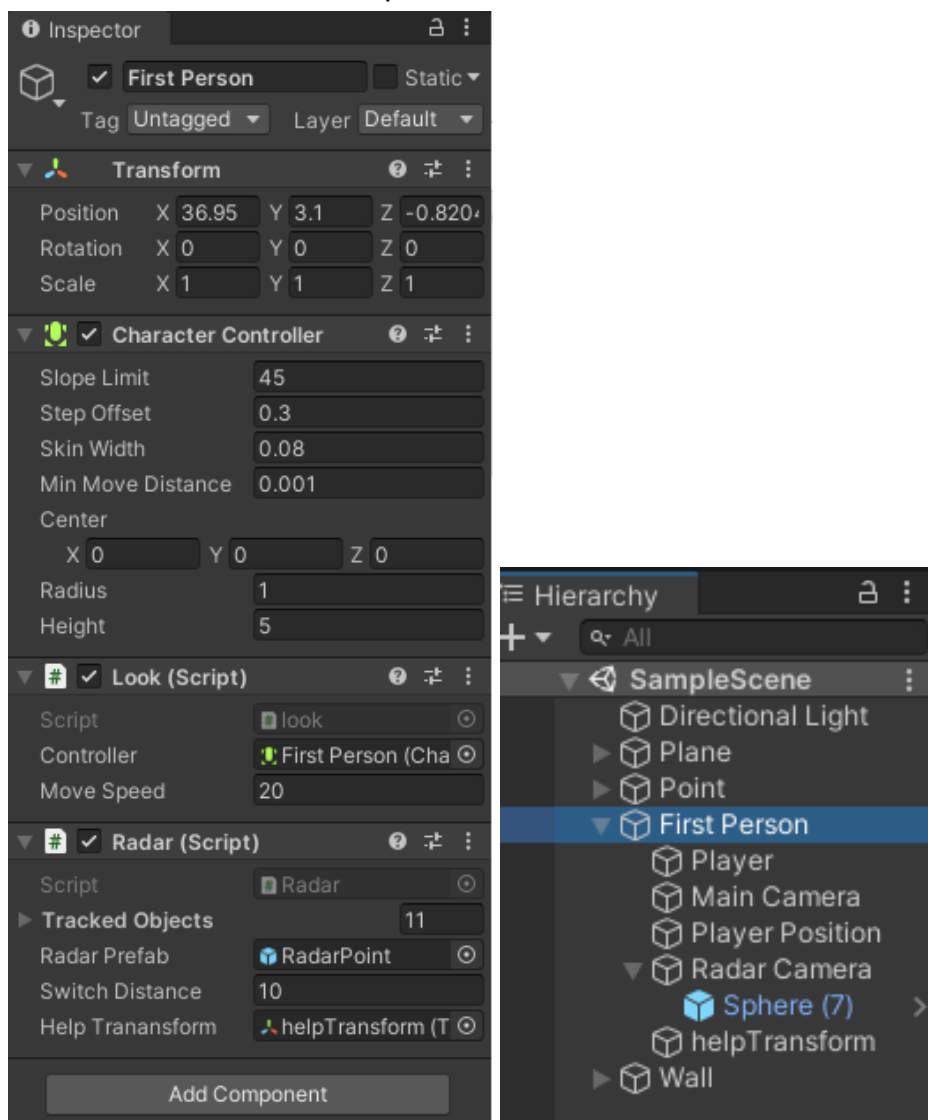 Inspector
First Person Static
Tag Untagged Layer Default
Transform
Position X 36.95 Y 3.1 Z -0.820
Rotation X 0 Y 0 Z 0
Scale X 1 Y 1 Z 1
# Character Controller
Slope Limit 45
Step Offset 0.3
Skin Width 0.08
Min Move Distance 0.001
Center
X 0 Y 0 Z 0
Radius 1
Height 5
# Look (Script)
Script # look
Controller First Person (Cha
Move Speed 20
# Radar (Script)
Script # Radar
Tracked Objects 11
Radar Prefab RadarPoint
Switch Distance 10
Help Tranansform helpTransform (T
Add Component
Hierarchy
+ All
SampleScene
Directional Light
Plane
Point
First Person
Player
Main Camera
Player Position
Radar Camera
Sphere (7)
helpTransform
Wall